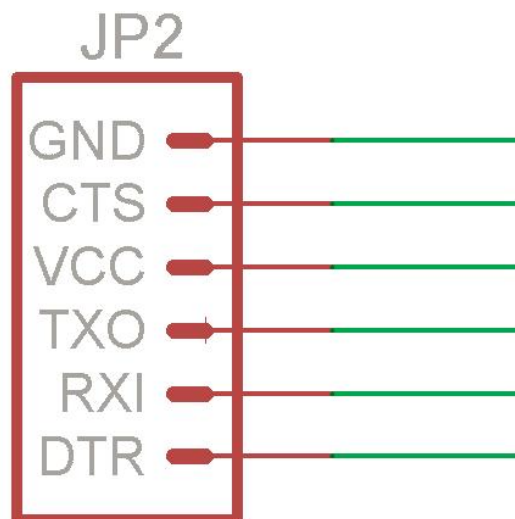 JP2
GND
CTS
VCC
TXO
RXI
DTR